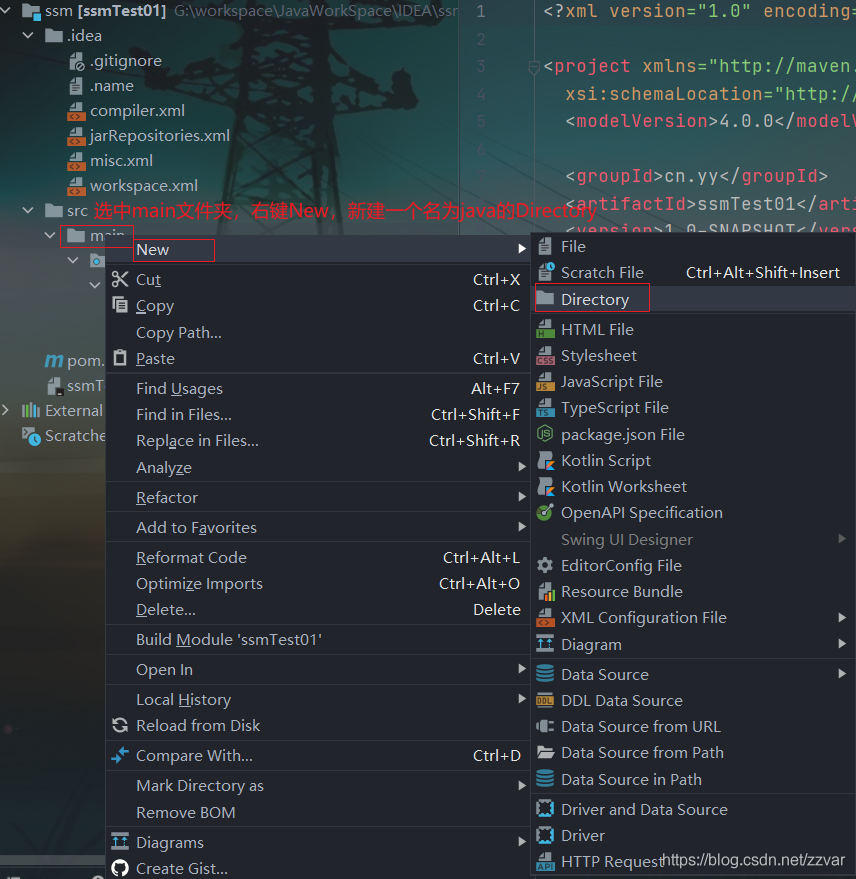 ssm [ssmTest01] G:\workspace\JavaWorkSpace\IDEA\ssr
.idea
.gitignore
.name
compiler.xml
jarRepositories.xml
misc.xml
workspace.xml
src 选中main文件夹，右键New，新建一个名为java的Directory
main
pom.
ssmT
External
Scratche
1 <?xml version="1.0" encoding=
2
3 <project xmlns="http://maven.
4 xsi:schemaLocation="http://
5 <modelVersion>4.0.0</modelV
6
<groupId>cn.yy</groupId>
<artifactId>ssmTest01</arti
<version>1.0-SNAPSHOT</vers
New
Cut Ctrl+X
Copy Ctrl+C
Copy Path...
Paste Ctrl+V
Find Usages Alt+F7
Find in Files... Ctrl+Shift+F
Replace in Files... Ctrl+Shift+R
Analyze
Refactor
Add to Favorites
Reformat Code Ctrl+Alt+L
Optimize Imports Ctrl+Alt+O
Delete... Delete
Build Module 'ssmTest01'
Open In
Local History
Reload from Disk
Compare With... Ctrl+D
Mark Directory as
Remove BOM
Diagrams
Create Gist...
File
Scratch File Ctrl+Alt+Shift+Insert
Directory
HTML File
Stylesheet
JavaScript File
TypeScript File
package.json File
Kotlin Script
Kotlin Worksheet
OpenAPI Specification
Swing UI Designer
EditorConfig File
Resource Bundle
XML Configuration File
Diagram
Data Source
DDL Data Source
Data Source from URL
Data Source from Path
Data Source in Path
Driver and Data Source
Driver
HTTP Request
https://blog.csdn.net/zzvar